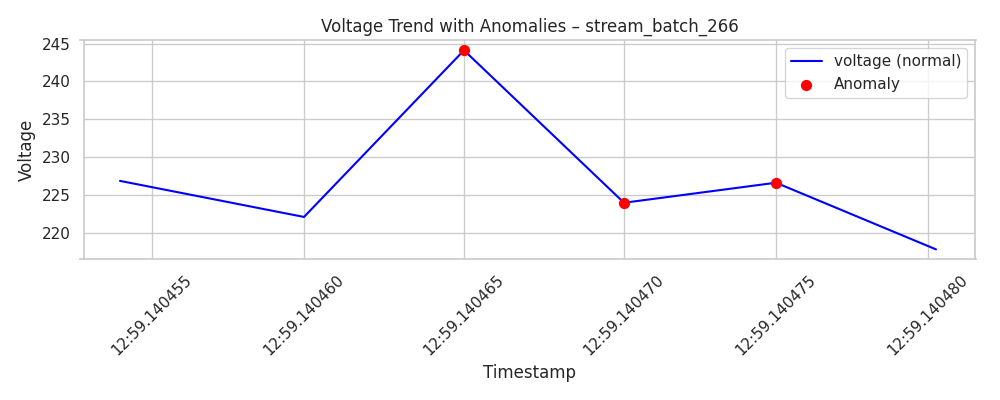 Voltage Trend with Anomalies – stream_batch_266
voltage (normal)
Anomaly
Voltage
245
240
235
230
225
220
12:59.140455
12:59.140460
12:59.140465
12:59.140470
12:59.140475
12:59.140480
Timestamp